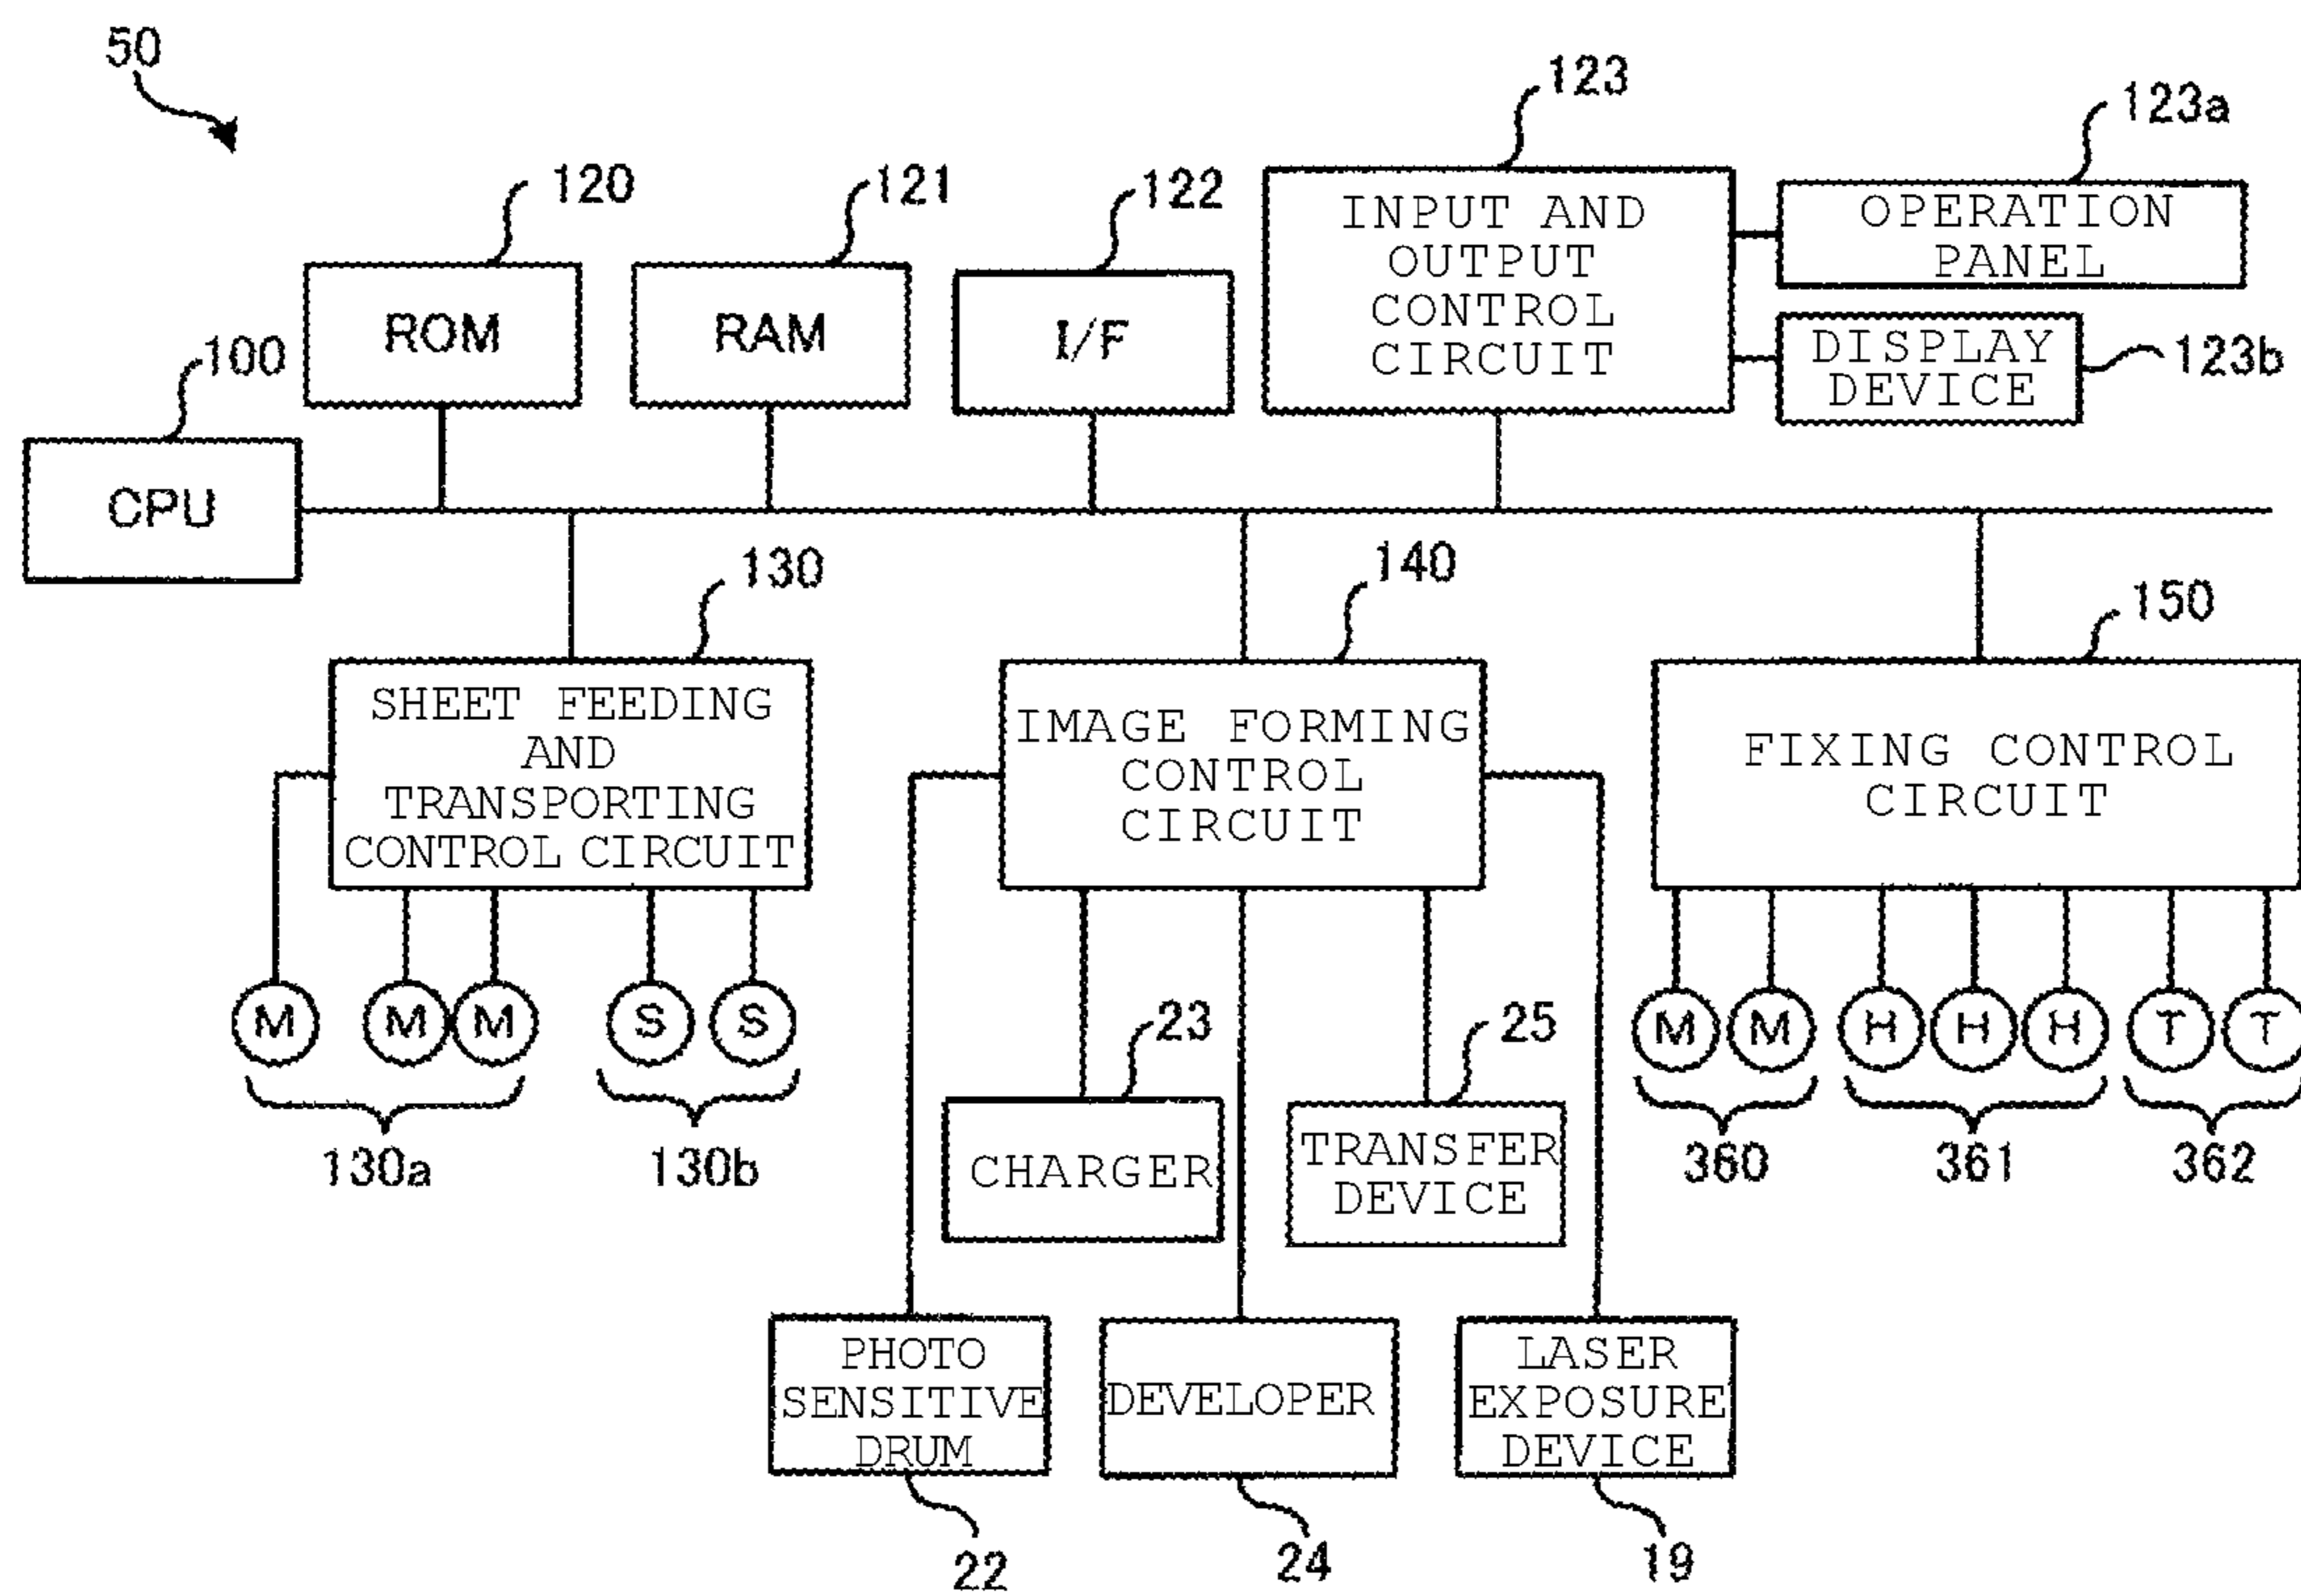 50
123
123a
120
121
122
INPUT AND
OUTPUT
CONTROL
CIRCUIT
OPERATION
PANEL
ROM
RAM
I/F
DISPLAY
DEVICE
123b
100
CPU
130
140
150
SHEET FEEDING
AND
TRANSPORTING
CONTROL CIRCUIT
IMAGE FORMING
CONTROL
CIRCUIT
FIXING CONTROL
CIRCUIT
M M M S S
M M H H H T T
23
25
130a
130b
360
361
362
CHARGER
TRANSFER
DEVICE
PHOTO
SENSITIVE
DRUM
DEVELOPER
LASER
EXPOSURE
DEVICE
22
24
19